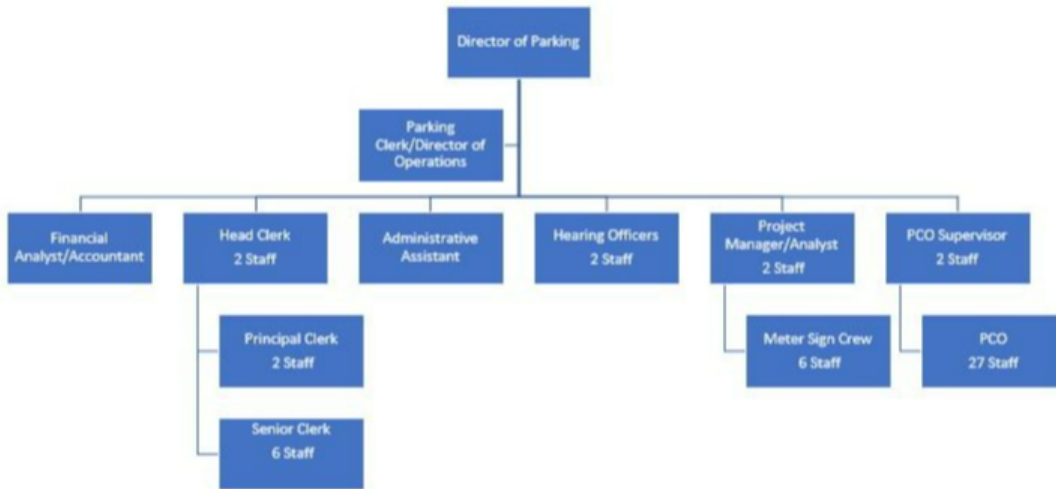 Director of Parking
Parking
Clerk/Director of
Operations
Financial
Analyst/Accountant
Head Clerk
2 Staff
Administrative
Assistant
Hearing Officers
2 Staff
Project
Manager/Analyst
2 Staff
PCO Supervisor
2 Staff
Principal Clerk
2 Staff
Senior Clerk
6 Staff
Meter Sign Crew
6 Staff
PCO
27 Staff